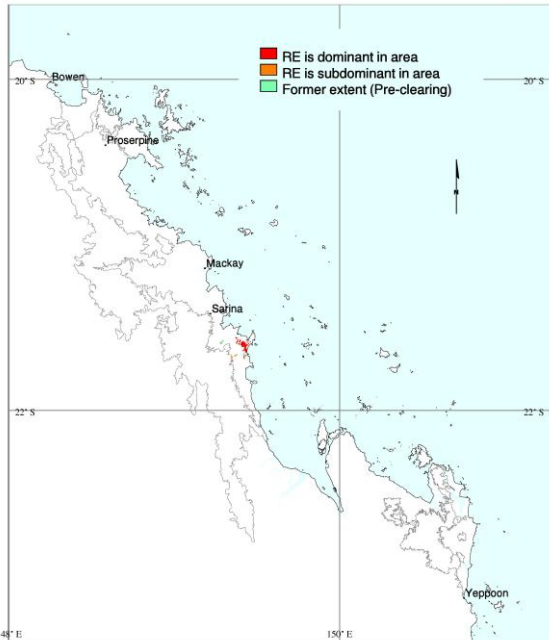 RE is dominant in area
RE is subdominant in area
Former extent (Pre-clearing)
20° S
Bowen
20° S
Proserpine
N
Mackay
Sarina
22° S
22° S
Yeppoon
48° E
150 °E